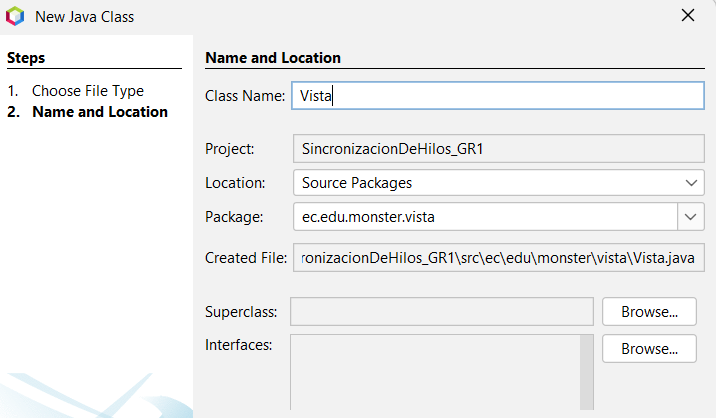 New Java Class
Steps
1. Choose File Type
2. Name and Location
Name and Location
Class Name: Vista
Project: SincronizacionDeHilos_GR1
Location: Source Packages
Package: ec.edu.monster.vista
Created File: ronizacionDeHilos_GR1\src\ec\edu\monster\vista\Vista.java
Superclass: Browse...
Interfaces: Browse...